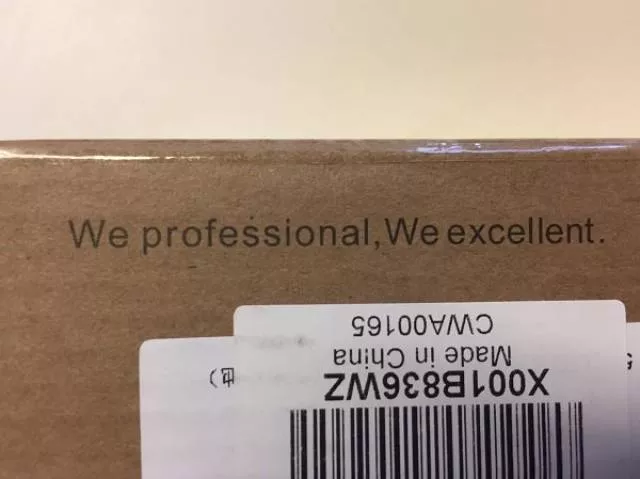 We professional,We excellent.
CWA00165
Made in China
X001B836WZ